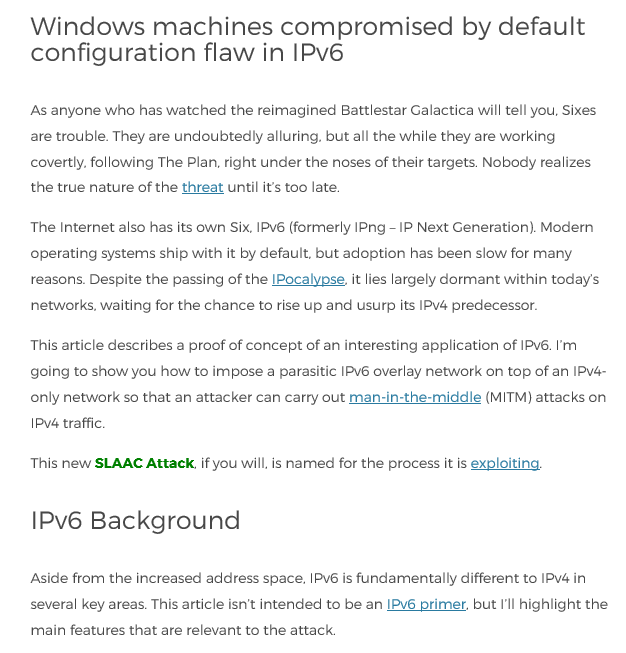 Windows machines compromised by default
configuration flaw in IPv6
As anyone who has watched the reimagined Battlestar Galactica will tell you, Sixes
are trouble. They are undoubtedly alluring, but all the while they are working
covertly, following The Plan, right under the noses of their targets. Nobody realizes
the true nature of the threat until it's too late.
The Internet also has its own Six, IPv6 (formerly IPng – IP Next Generation). Modern
operating systems ship with it by default, but adoption has been slow for many
reasons. Despite the passing of the IPocalypse, it lies largely dormant within today's
networks, waiting for the chance to rise up and usurp its IPv4 predecessor.
This article describes a proof of concept of an interesting application of IPv6. I'm
going to show you how to impose a parasitic IPv6 overlay network on top of an IPv4-
only network so that an attacker can carry out man-in-the-middle (MITM) attacks on
IPv4 traffic.
This new SLAAC Attack, if you will, is named for the process it is exploiting.
IPv6 Background
Aside from the increased address space, IPv6 is fundamentally different to IPv4 in
several key areas. This article isn't intended to be an IPv6 primer, but I'll highlight the
main features that are relevant to the attack.